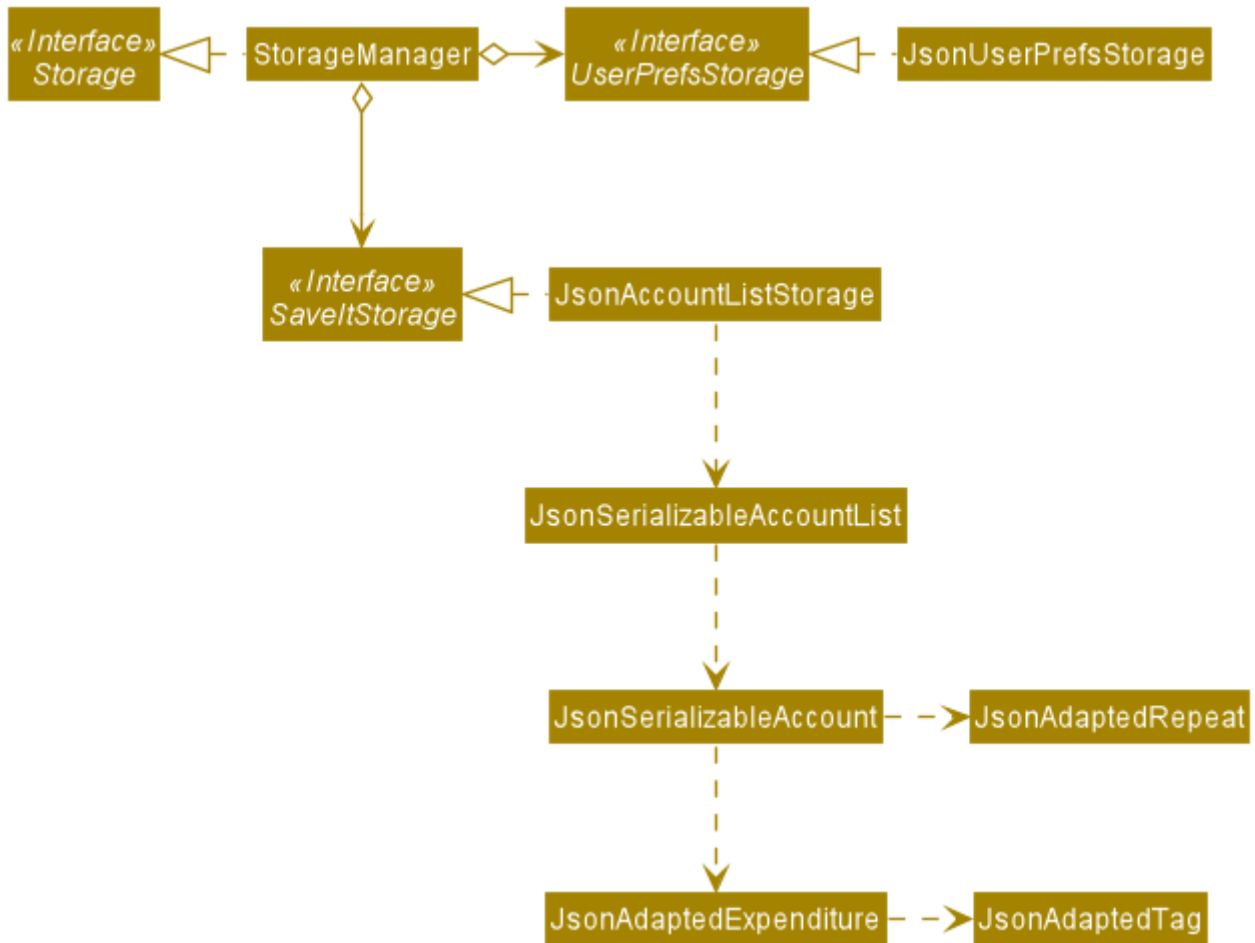 «Interface»
Storage
StorageManager
«Interface»
UserPrefsStorage
JsonUserPrefsStorage
«Interface»
SaveItStorage
JsonAccountListStorage
JsonSerializableAccountList
JsonSerializableAccount
JsonAdaptedRepeat
JsonAdaptedExpenditure
JsonAdaptedTag